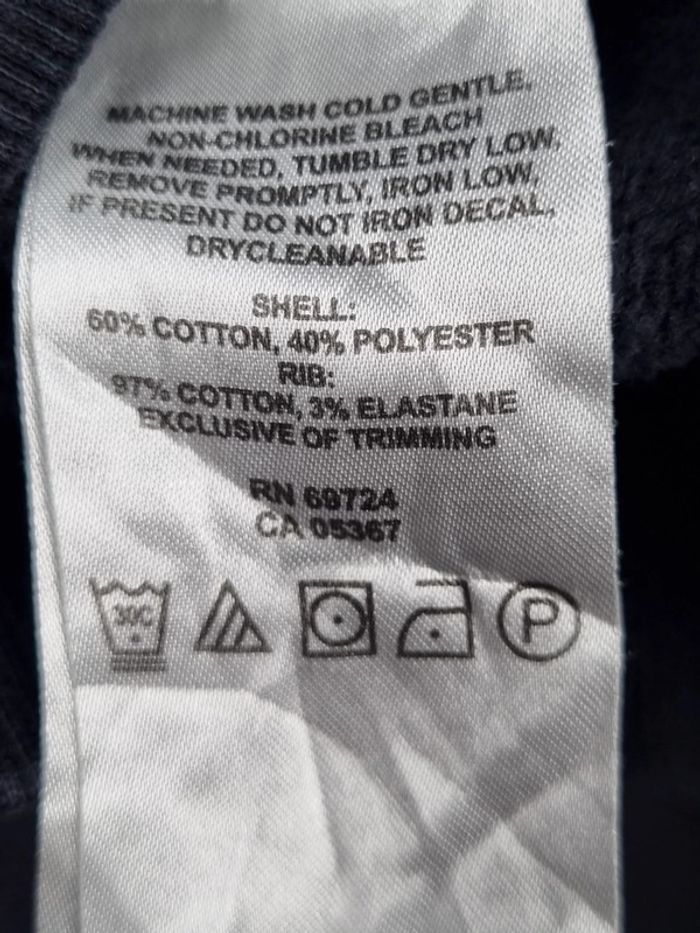 MACHINE WASH COLD GENTLE,
NON-CHLORINE BLEACH
WHEN NEEDED, TUMBLE DRY LOW,
REMOVE PROMPTLY, IRON LOW,
IF PRESENT DO NOT IRON DECAL,
DRYCLEANABLE
SHELL:
60% COTTON, 40% POLYESTER
RIB:
97% COTTON, 3% ELASTANE
EXCLUSIVE OF TRIMMING
RN 69724
CA 05367
30C P